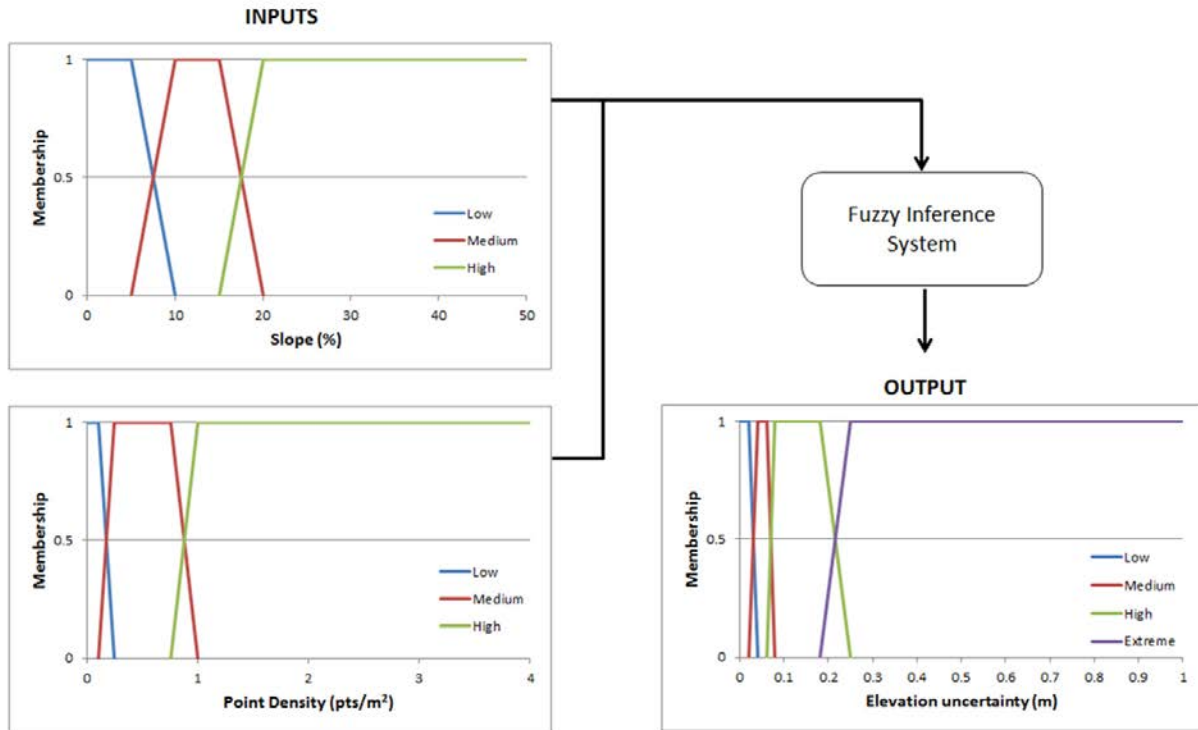 INPUTS
1
0.5
0
Membership
Low
Medium
High
0 10 20 30 40 50
Slope (%)
Fuzzy Inference
System
1
0.5
0
Membership
Low
Medium
High
0 1 2 3 4
Point Density (pts/m²)
OUTPUT
1
0.5
0
Membership
Low
Medium
High
Extreme
0 0.1 0.2 0.3 0.4 0.5 0.6 0.7 0.8 0.9 1
Elevation uncertainty (m)